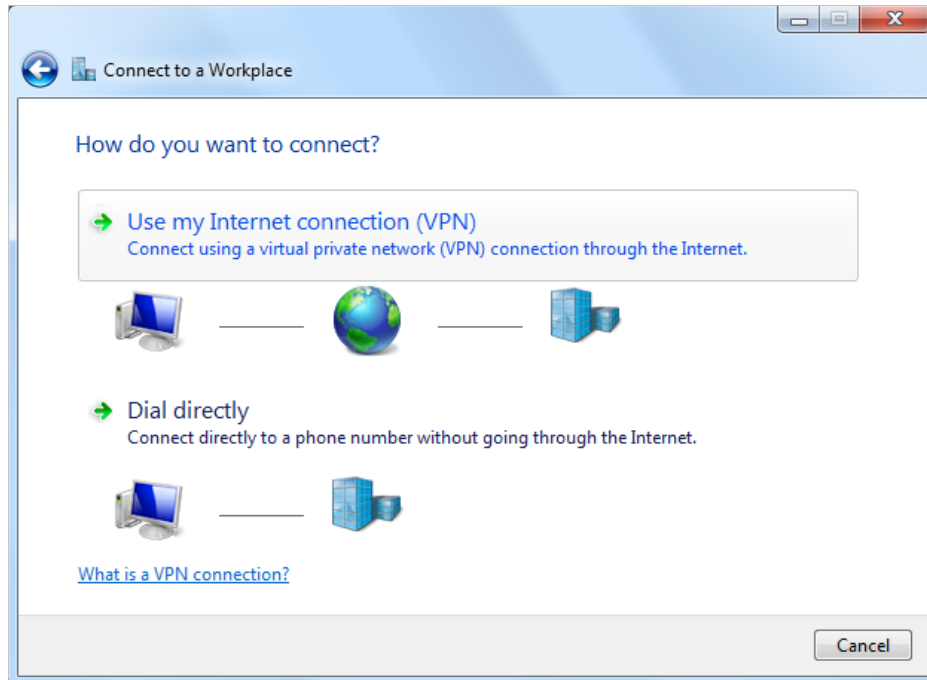 Connect to a Workplace
How do you want to connect?
Use my Internet connection (VPN)
Connect using a virtual private network (VPN) connection through the Internet.
Dial directly
Connect directly to a phone number without going through the Internet.
What is a VPN connection?
Cancel